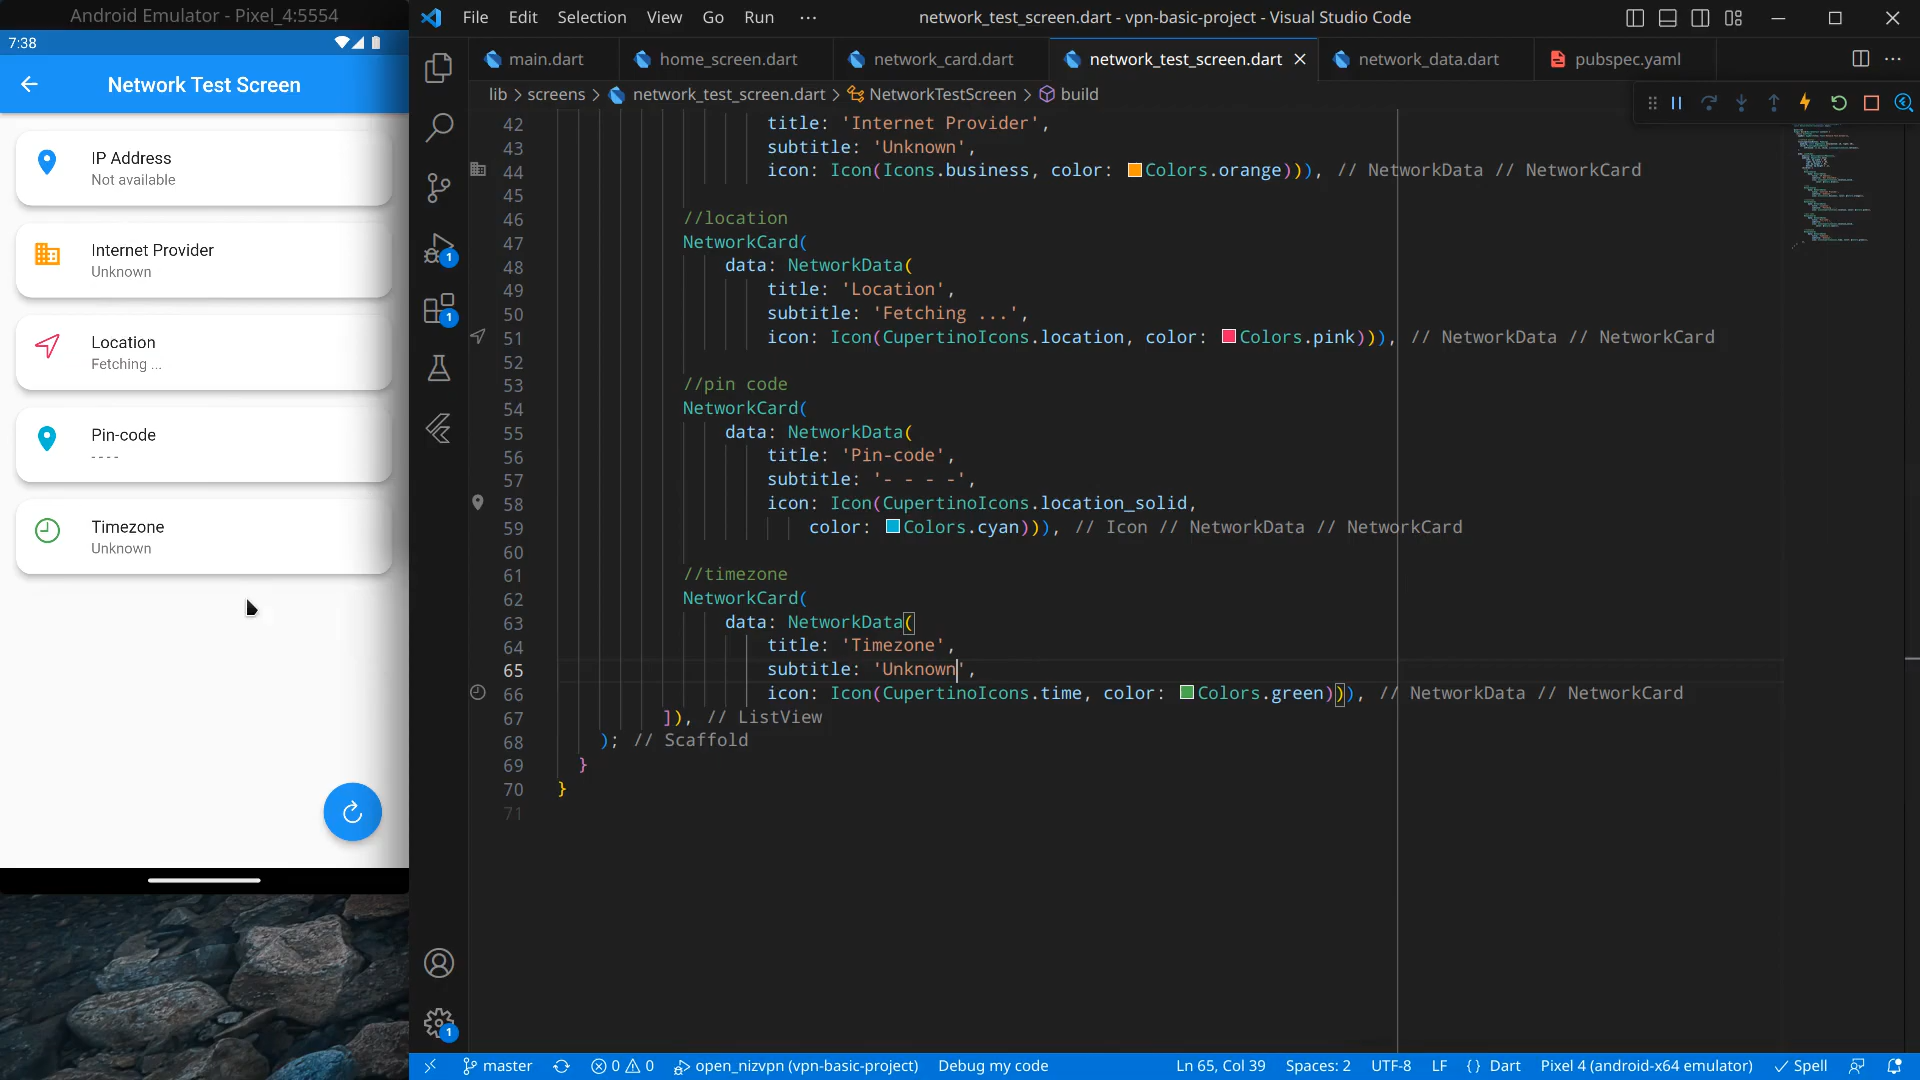 Android Emulator - Pixel_4:5554
7:38
Network Test Screen
IP Address
Not available
Internet Provider
Unknown
Location
Fetching ...
Pin-code
- - - -
Timezone
Unknown
File Edit Selection View Go Run ···
network_test_screen.dart - vpn-basic-project - Visual Studio Code
main.dart home_screen.dart network_card.dart network_test_screen.dart network_data.dart pubspec.yaml
lib > screens > network_test_screen.dart > NetworkTestScreen > build
42 title: 'Internet Provider',
43 subtitle: 'Unknown',
44 icon: Icon(Icons.business, color: Colors.orange))), // NetworkData // NetworkCard
45
46 //location
47 NetworkCard(
48 data: NetworkData(
49 title: 'Location',
50 subtitle: 'Fetching ...',
51 icon: Icon(CupertinoIcons.location, color: Colors.pink))), // NetworkData // NetworkCard
52
53 //pin code
54 NetworkCard(
55 data: NetworkData(
56 title: 'Pin-code',
57 subtitle: '- - - -',
58 icon: Icon(CupertinoIcons.location_solid,
59 color: Colors.cyan))), // Icon // NetworkData // NetworkCard
60
61 //timezone
62 NetworkCard(
63 data: NetworkData(
64 title: 'Timezone',
65 subtitle: 'Unknown',
66 icon: Icon(CupertinoIcons.time, color: Colors.green))), // NetworkData // NetworkCard
67 ]), // ListView
68 ); // Scaffold
69 }
70 }
71
1
1
1
master 0 0 open_nizvpn (vpn-basic-project) Debug my code Ln 65, Col 39 Spaces: 2 UTF-8 LF { } Dart Pixel 4 (android-x64 emulator) Spell